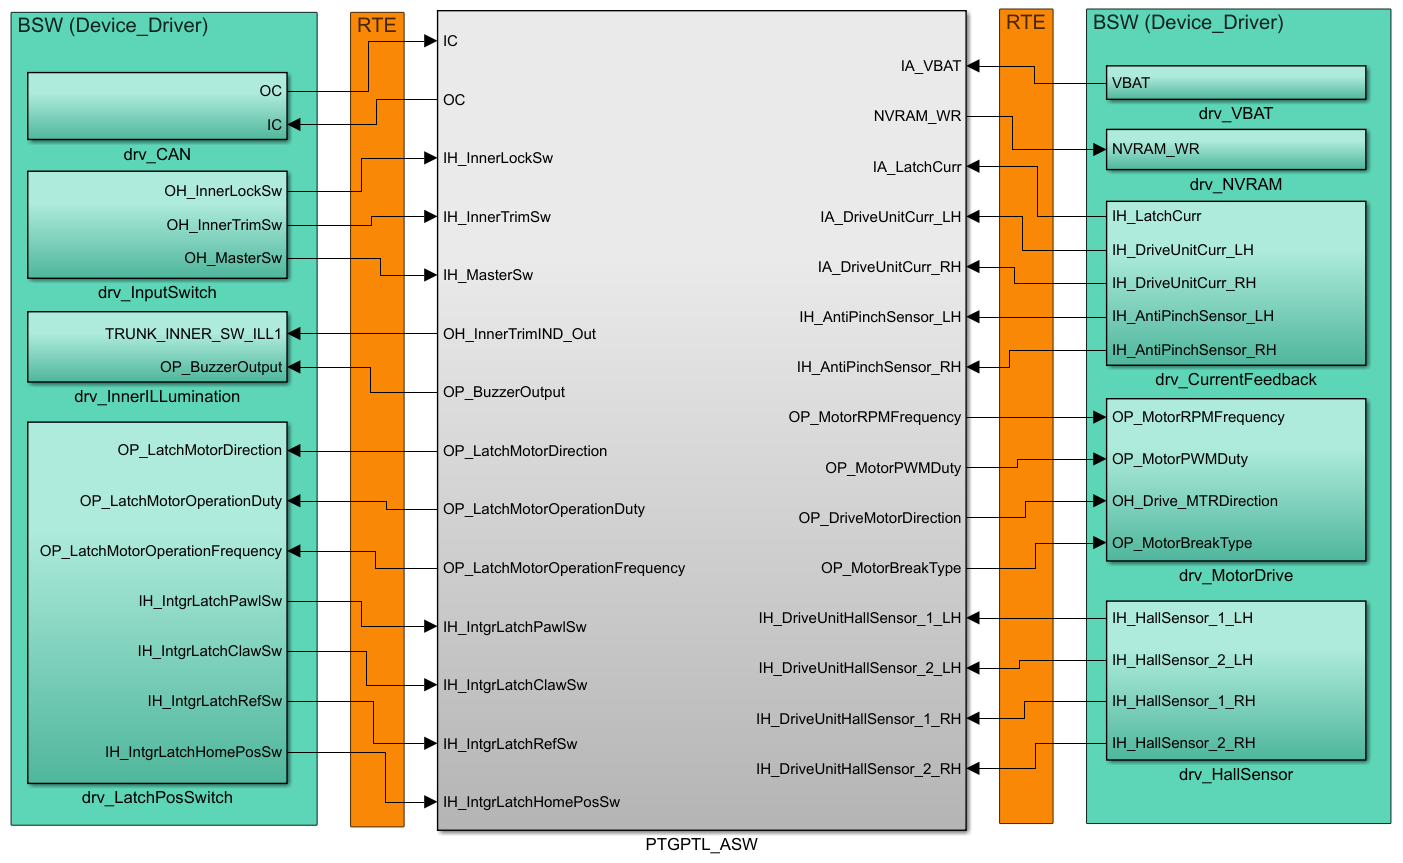 BSW (Device_Driver)
OC
IC
drv_CAN
OH_InnerLockSw
OH_InnerTrimSw
OH_MasterSw
drv_InputSwitch
TRUNK_INNER_SW_ILL1
OP_BuzzerOutput
drv_InnerILLumination
OP_LatchMotorDirection
OP_LatchMotorOperationDuty
OP_LatchMotorOperationFrequency
IH_IntgrLatchPawlSw
IH_IntgrLatchClawSw
IH_IntgrLatchRefSw
IH_IntgrLatchHomePosSw
drv_LatchPosSwitch
RTE
IC
OC
IH_InnerLockSw
IH_InnerTrimSw
IH_MasterSw
OH_InnerTrimIND_Out
OP_BuzzerOutput
OP_LatchMotorDirection
OP_LatchMotorOperationDuty
OP_LatchMotorOperationFrequency
IH_IntgrLatchPawlSw
IH_IntgrLatchClawSw
IH_IntgrLatchRefSw
IH_IntgrLatchHomePosSw
IA_VBAT
NVRAM_WR
IA_LatchCurr
IA_DriveUnitCurr_LH
IA_DriveUnitCurr_RH
IH_AntiPinchSensor_LH
IH_AntiPinchSensor_RH
OP_MotorRPMFrequency
OP_MotorPWMDuty
OP_DriveMotorDirection
OP_MotorBreakType
IH_DriveUnitHallSensor_1_LH
IH_DriveUnitHallSensor_2_LH
IH_DriveUnitHallSensor_1_RH
IH_DriveUnitHallSensor_2_RH
PTGPTL_ASW
RTE
BSW (Device_Driver)
VBAT
drv_VBAT
NVRAM_WR
drv_NVRAM
IH_LatchCurr
IH_DriveUnitCurr_LH
IH_DriveUnitCurr_RH
IH_AntiPinchSensor_LH
IH_AntiPinchSensor_RH
drv_CurrentFeedback
OP_MotorRPMFrequency
OP_MotorPWMDuty
OH_Drive_MTRDirection
OP_MotorBreakType
drv_MotorDrive
IH_HallSensor_1_LH
IH_HallSensor_2_LH
IH_HallSensor_1_RH
IH_HallSensor_2_RH
drv_HallSensor